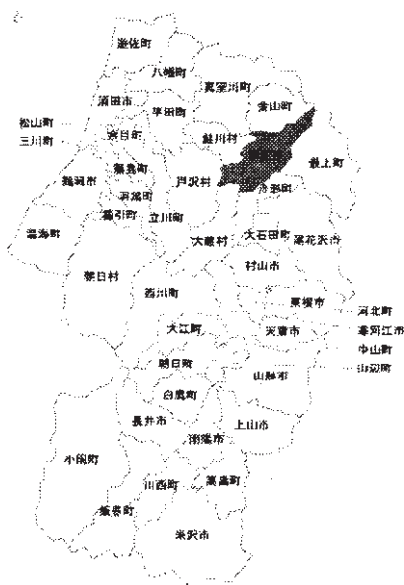 遊佐町
八幡町
真室川町
酒田市
平田町
金山町
松山町
三川町
余目町
鮭川村
最上町
鶴岡市
藤島町
戸沢村
羽黒町
舟形町
櫛引町
立川町
温海町
大蔵村
大石田町
尾花沢市
朝日村
村山市
西川町
東根市
河北町
大江町
天童市
寒河江市
中山町
朝日町
山形市
山辺町
白鷹町
長井市
上山市
南陽市
小国町
川西町
高畠町
飯豊町
米沢市